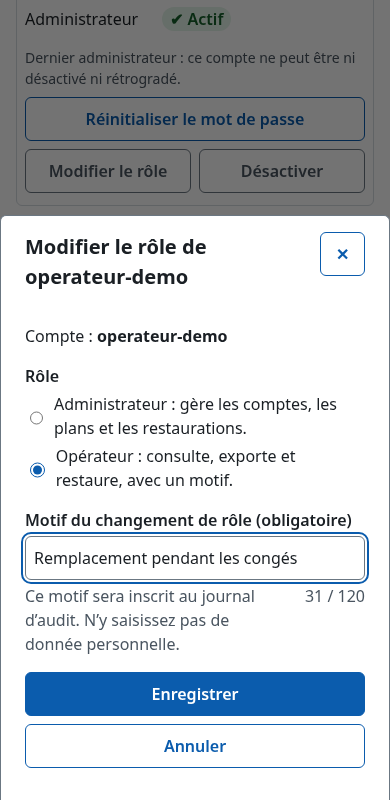 Administrateur ✔ Actif
Dernier administrateur : ce compte ne peut être ni
désactivé ni rétrogradé.
Réinitialiser le mot de passe
Modifier le rôle Désactiver
Modifier le rôle de
operateur-demo
×
Compte : operateur-demo
Rôle
Administrateur : gère les comptes, les
plans et les restaurations.
Opérateur : consulte, exporte et
restaure, avec un motif.
Motif du changement de rôle (obligatoire)
Remplacement pendant les congés
Ce motif sera inscrit au journal 31 / 120
d’audit. N’y saisissez pas de
donnée personnelle.
Enregistrer
Annuler